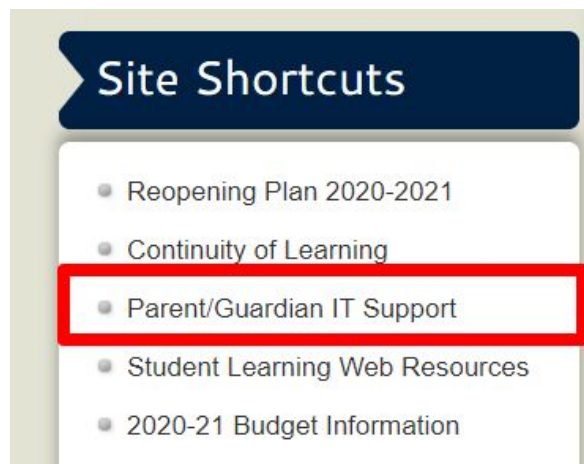 Site Shortcuts
Reopening Plan 2020-2021
Continuity of Learning
Parent/Guardian IT Support
Student Learning Web Resources
2020-21 Budget Information